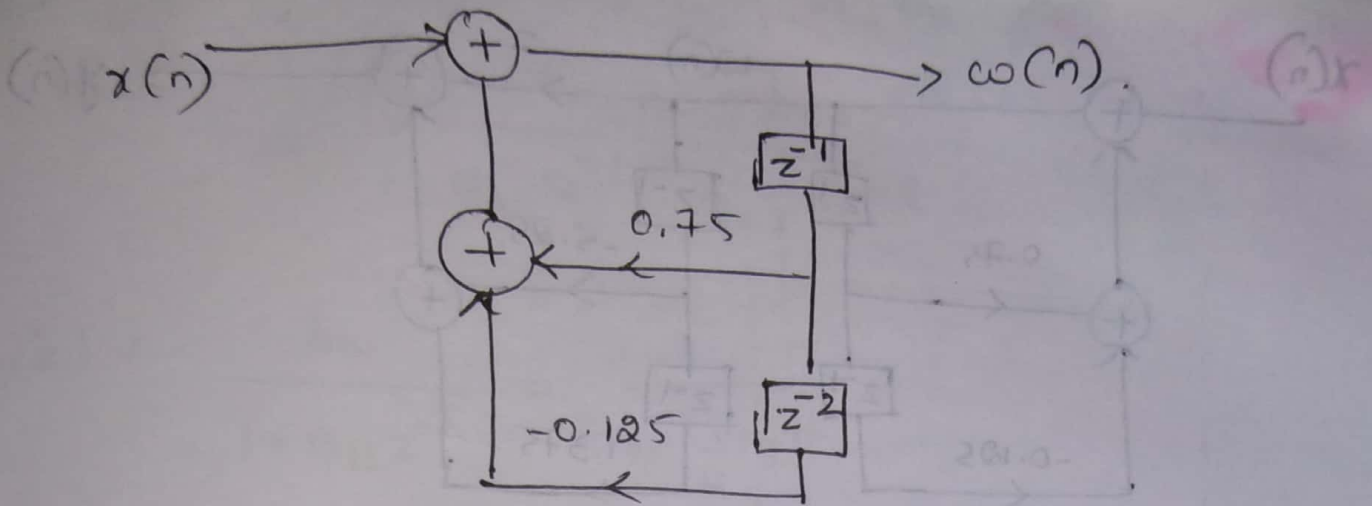 x(n) + ω(n).
z⁻¹
0.75
+
z⁻²
-0.125